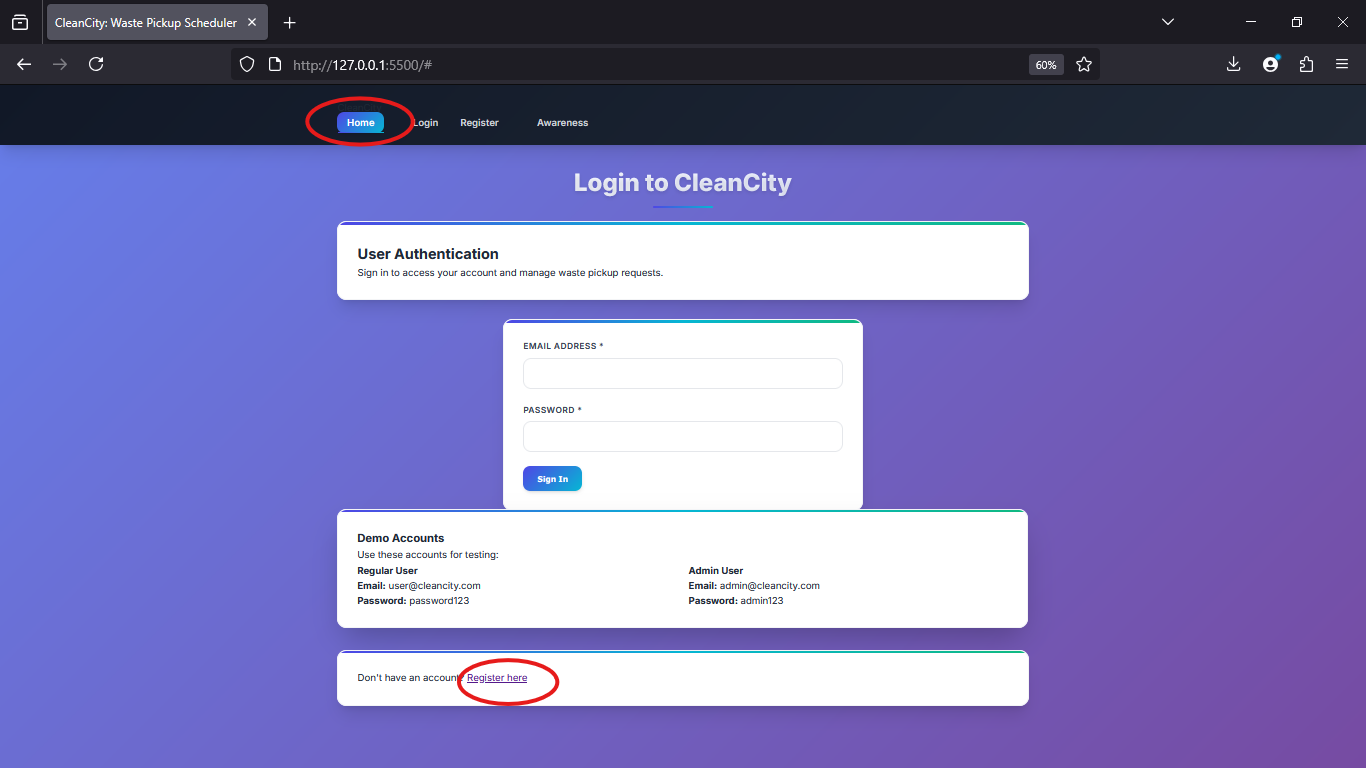 CleanCity: Waste Pickup Scheduler
http://127.0.0.1:5500/#
60%
CleanCity
Home Login Register Awareness
Login to CleanCity
User Authentication
Sign in to access your account and manage waste pickup requests.
EMAIL ADDRESS *
PASSWORD *
Sign In
Demo Accounts
Use these accounts for testing:
Regular User
Email: user@cleancity.com
Password: password123
Admin User
Email: admin@cleancity.com
Password: admin123
Don't have an account? Register here